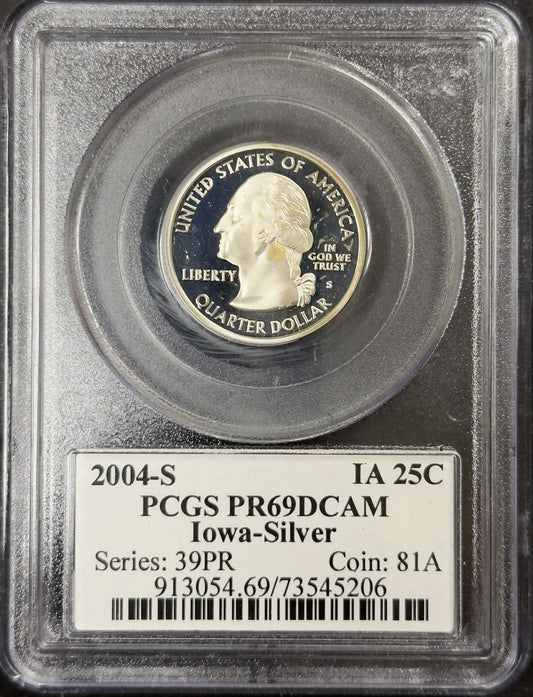 UNITED STATES OF AMERICA
LIBERTY
IN
GOD WE
TRUST
S
QUARTER DOLLAR
2004-S IA 25C
PCGS PR69DCAM
Iowa-Silver
Series: 39PR Coin: 81A
913054.69/73545206